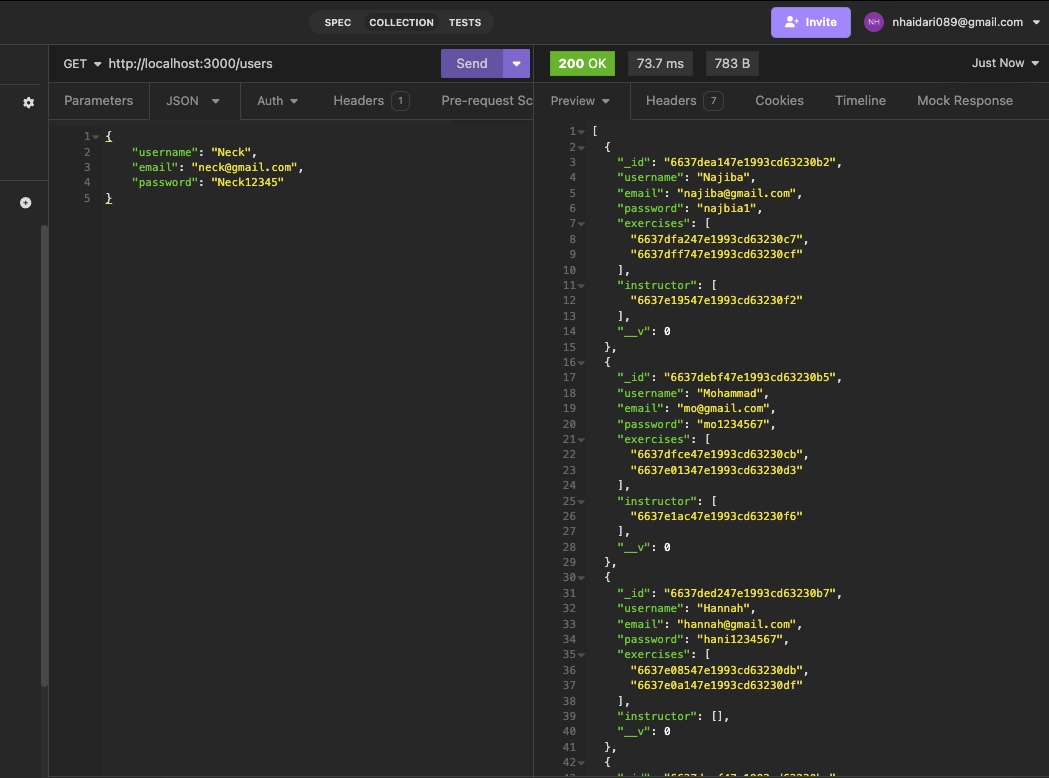 SPEC COLLECTION TESTS
Invite
NH nhaidari089@gmail.com
GET http://localhost:3000/users Send
200 OK 73.7 ms 783 B Just Now
Parameters JSON Auth Headers 1 Pre-request Sc
Preview Headers 7 Cookies Timeline Mock Response
1 {
2 "username": "Neck",
3 "email": "neck@gmail.com",
4 "password": "Neck12345"
5 }
1 [
2 {
3 "_id": "6637dea147e1993cd63230b2",
4 "username": "Najiba",
5 "email": "najiba@gmail.com",
6 "password": "najbia1",
7 "exercises": [
8 "6637dfa247e1993cd63230c7",
9 "6637dff747e1993cd63230cf"
10 ],
11 "instructor": [
12 "6637e19547e1993cd63230f2"
13 ],
14 "__v": 0
15 },
16 {
17 "_id": "6637debf47e1993cd63230b5",
18 "username": "Mohammad",
19 "email": "mo@gmail.com",
20 "password": "mo1234567",
21 "exercises": [
22 "6637dfce47e1993cd63230cb",
23 "6637e01347e1993cd63230d3"
24 ],
25 "instructor": [
26 "6637e1ac47e1993cd63230f6"
27 ],
28 "__v": 0
29 },
30 {
31 "_id": "6637ded247e1993cd63230b7",
32 "username": "Hannah",
33 "email": "hannah@gmail.com",
34 "password": "hani1234567",
35 "exercises": [
36 "6637e08547e1993cd63230db",
37 "6637e0a147e1993cd63230df"
38 ],
39 "instructor": [],
40 "__v": 0
41 },
42 {